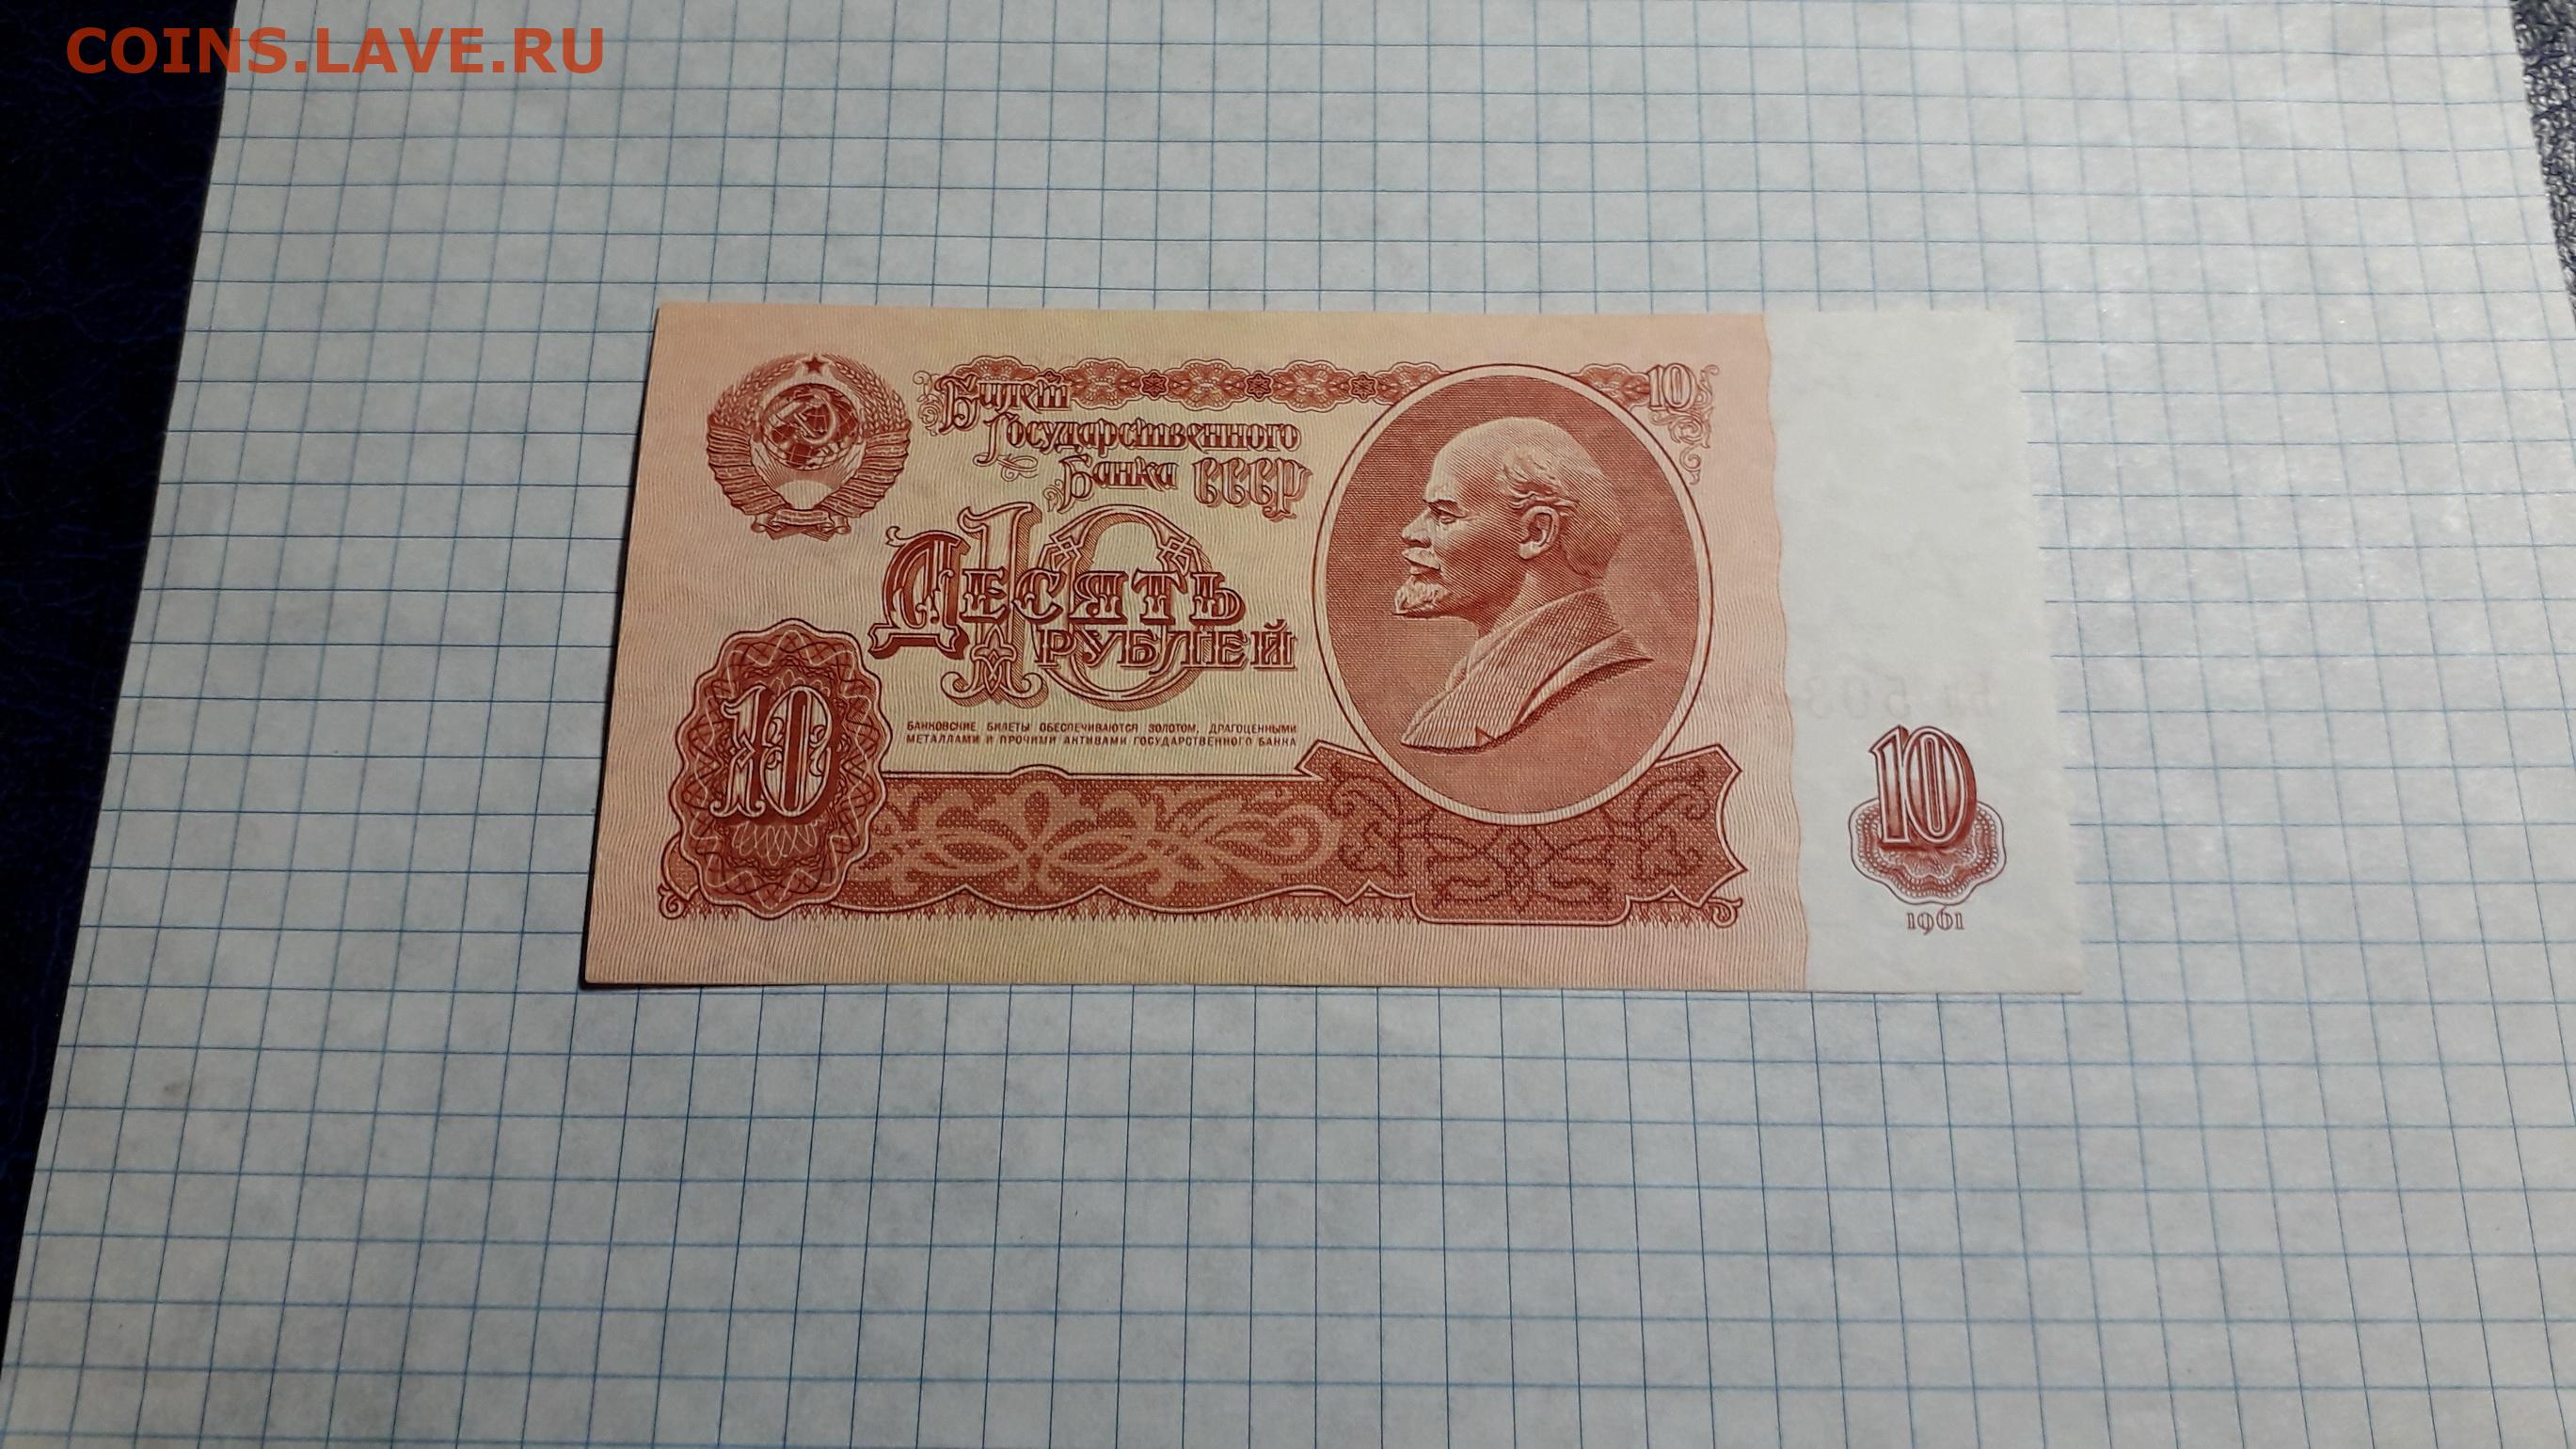 COINS.LAVE.RU
Билет
Государственного
Банка СССР
10
10
Десять
рублей
БАНКОВСКИЕ БИЛЕТЫ ОБЕСПЕЧИВАЮТСЯ ЗОЛОТОМ, ДРАГОЦЕННЫМИ
МЕТАЛЛАМИ И ПРОЧИМИ АКТИВАМИ ГОСУДАРСТВЕННОГО БАНКА
10
10
1961